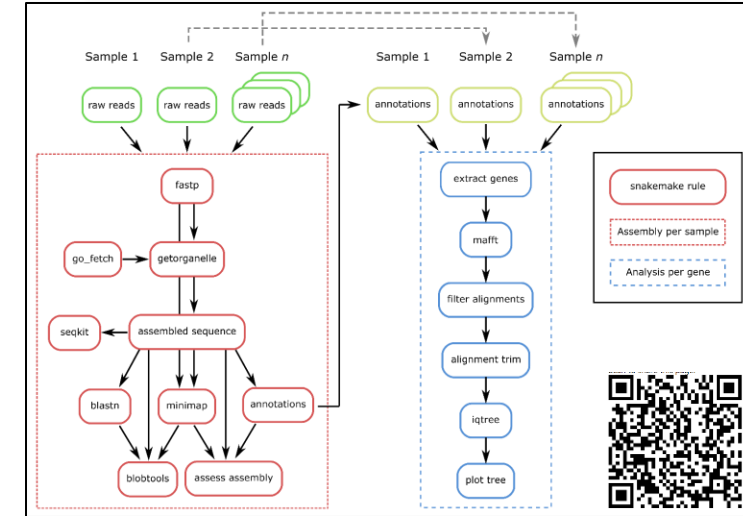 Sample 1
Sample 2
Sample n
Sample 1
Sample 2
Sample n
raw reads
raw reads
raw reads
annotations
annotations
annotations
fastp
go_fetch
getorganelle
seqkit
assembled sequence
blastn
minimap
annotations
blobtools
assess assembly
extract genes
mafft
filter alignments
alignment trim
iqtree
plot tree
snakemake rule
Assembly per sample
Analysis per gene